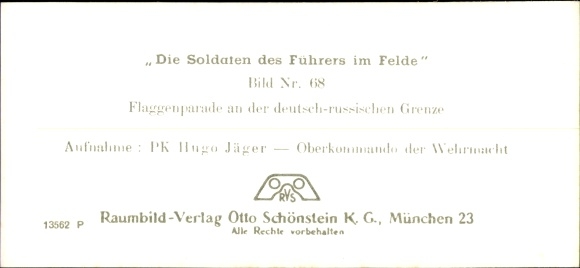 „Die Soldaten des Führers im Felde"
Bild Nr. 68
Flaggenparade an der deutsch-russischen Grenze
Aufnahme : PK Hugo Jäger — Oberkommando der Wehrmacht
RVS
13562 P
Raumbild-Verlag Otto Schönstein K. G., München 23
Alle Rechte vorbehalten